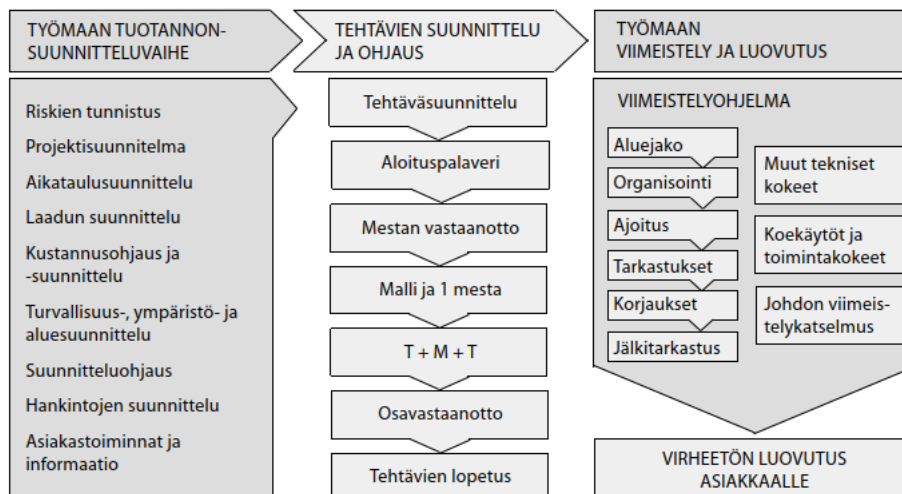 TYÖMAAN TUOTANNON-
SUUNNITTELUVAIHE
Riskien tunnistus
Projektisuunnitelma
Aikataulusuunnittelu
Laadun suunnittelu
Kustannusohjaus ja
-suunnittelu
Turvallisuus-, ympäristö- ja
aluesuunnittelu
Suunnitteluohjaus
Hankintojen suunnittelu
Asiakastoiminnat ja
informaatio
TEHTÄVIEN SUUNNITTELU
JA OHJAUS
Tehtäväsuunnittelu
Aloituspalaveri
Mestan vastaanotto
Malli ja 1 mesta
T + M + T
Osavastaanotto
Tehtävien lopetus
TYÖMAAN
VIIMEISTELY JA LUOVUTUS
VIIMEISTELYOHJELMA
Aluejako
Organisointi
Ajoitus
Tarkastukset
Korjaukset
Jälkitarkastus
Muut tekniset
kokeet
Koekäytöt ja
toimintakokeet
Johdon viimeis-
telykatselmus
VIRHEETÖN LUOVUTUS
ASIAKKAALLE